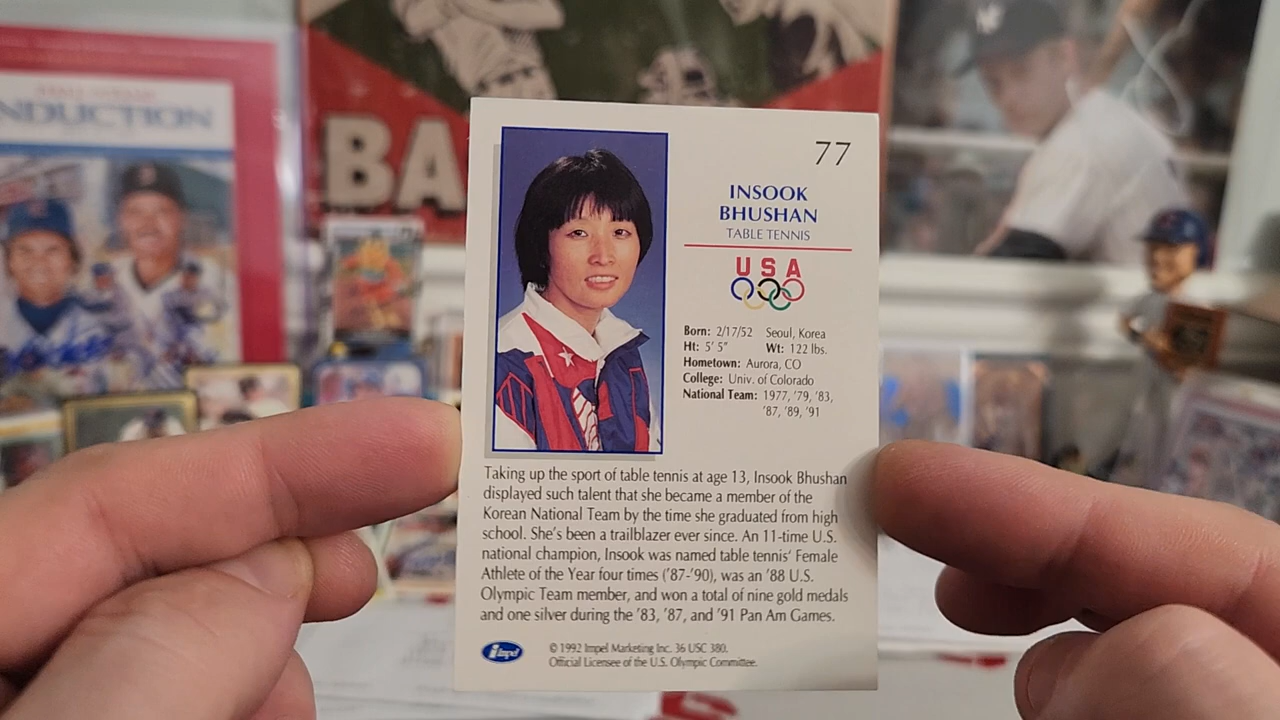 NDUCTION
BA
77
INSOOK
BHUSHAN
TABLE TENNIS
USA
Born: 2/17/52 Seoul, Korea
Ht: 5' 5" Wt: 122 lbs.
Hometown: Aurora, CO
College: Univ. of Colorado
National Team: 1977, '79, '83,
'87, '89, '91
Taking up the sport of table tennis at age 13, Insook Bhushan
displayed such talent that she became a member of the
Korean National Team by the time she graduated from high
school. She's been a trailblazer ever since. An 11-time U.S.
national champion, Insook was named table tennis' Female
Athlete of the Year four times ('87-'90), was an '88 U.S.
Olympic Team member, and won a total of nine gold medals
and one silver during the '83, '87, and '91 Pan Am Games.
impel
© 1992 Impel Marketing Inc. 36 USC 380.
Official Licensee of the U.S. Olympic Committee.